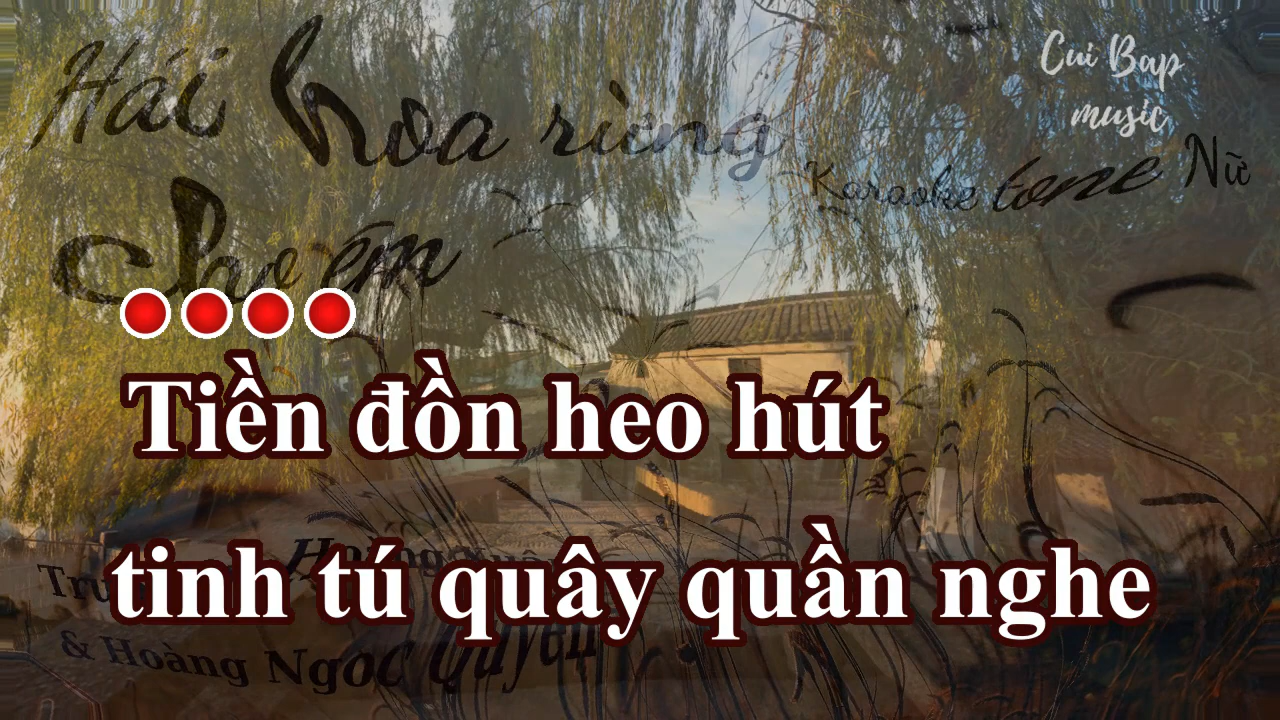 Hái hoa rừng
Cui Bap
music
Karaoke tone Nữ
cho em
Tiền đồn heo hút
tinh tú quây quần nghe
& Hoàng Ngọc Quyên